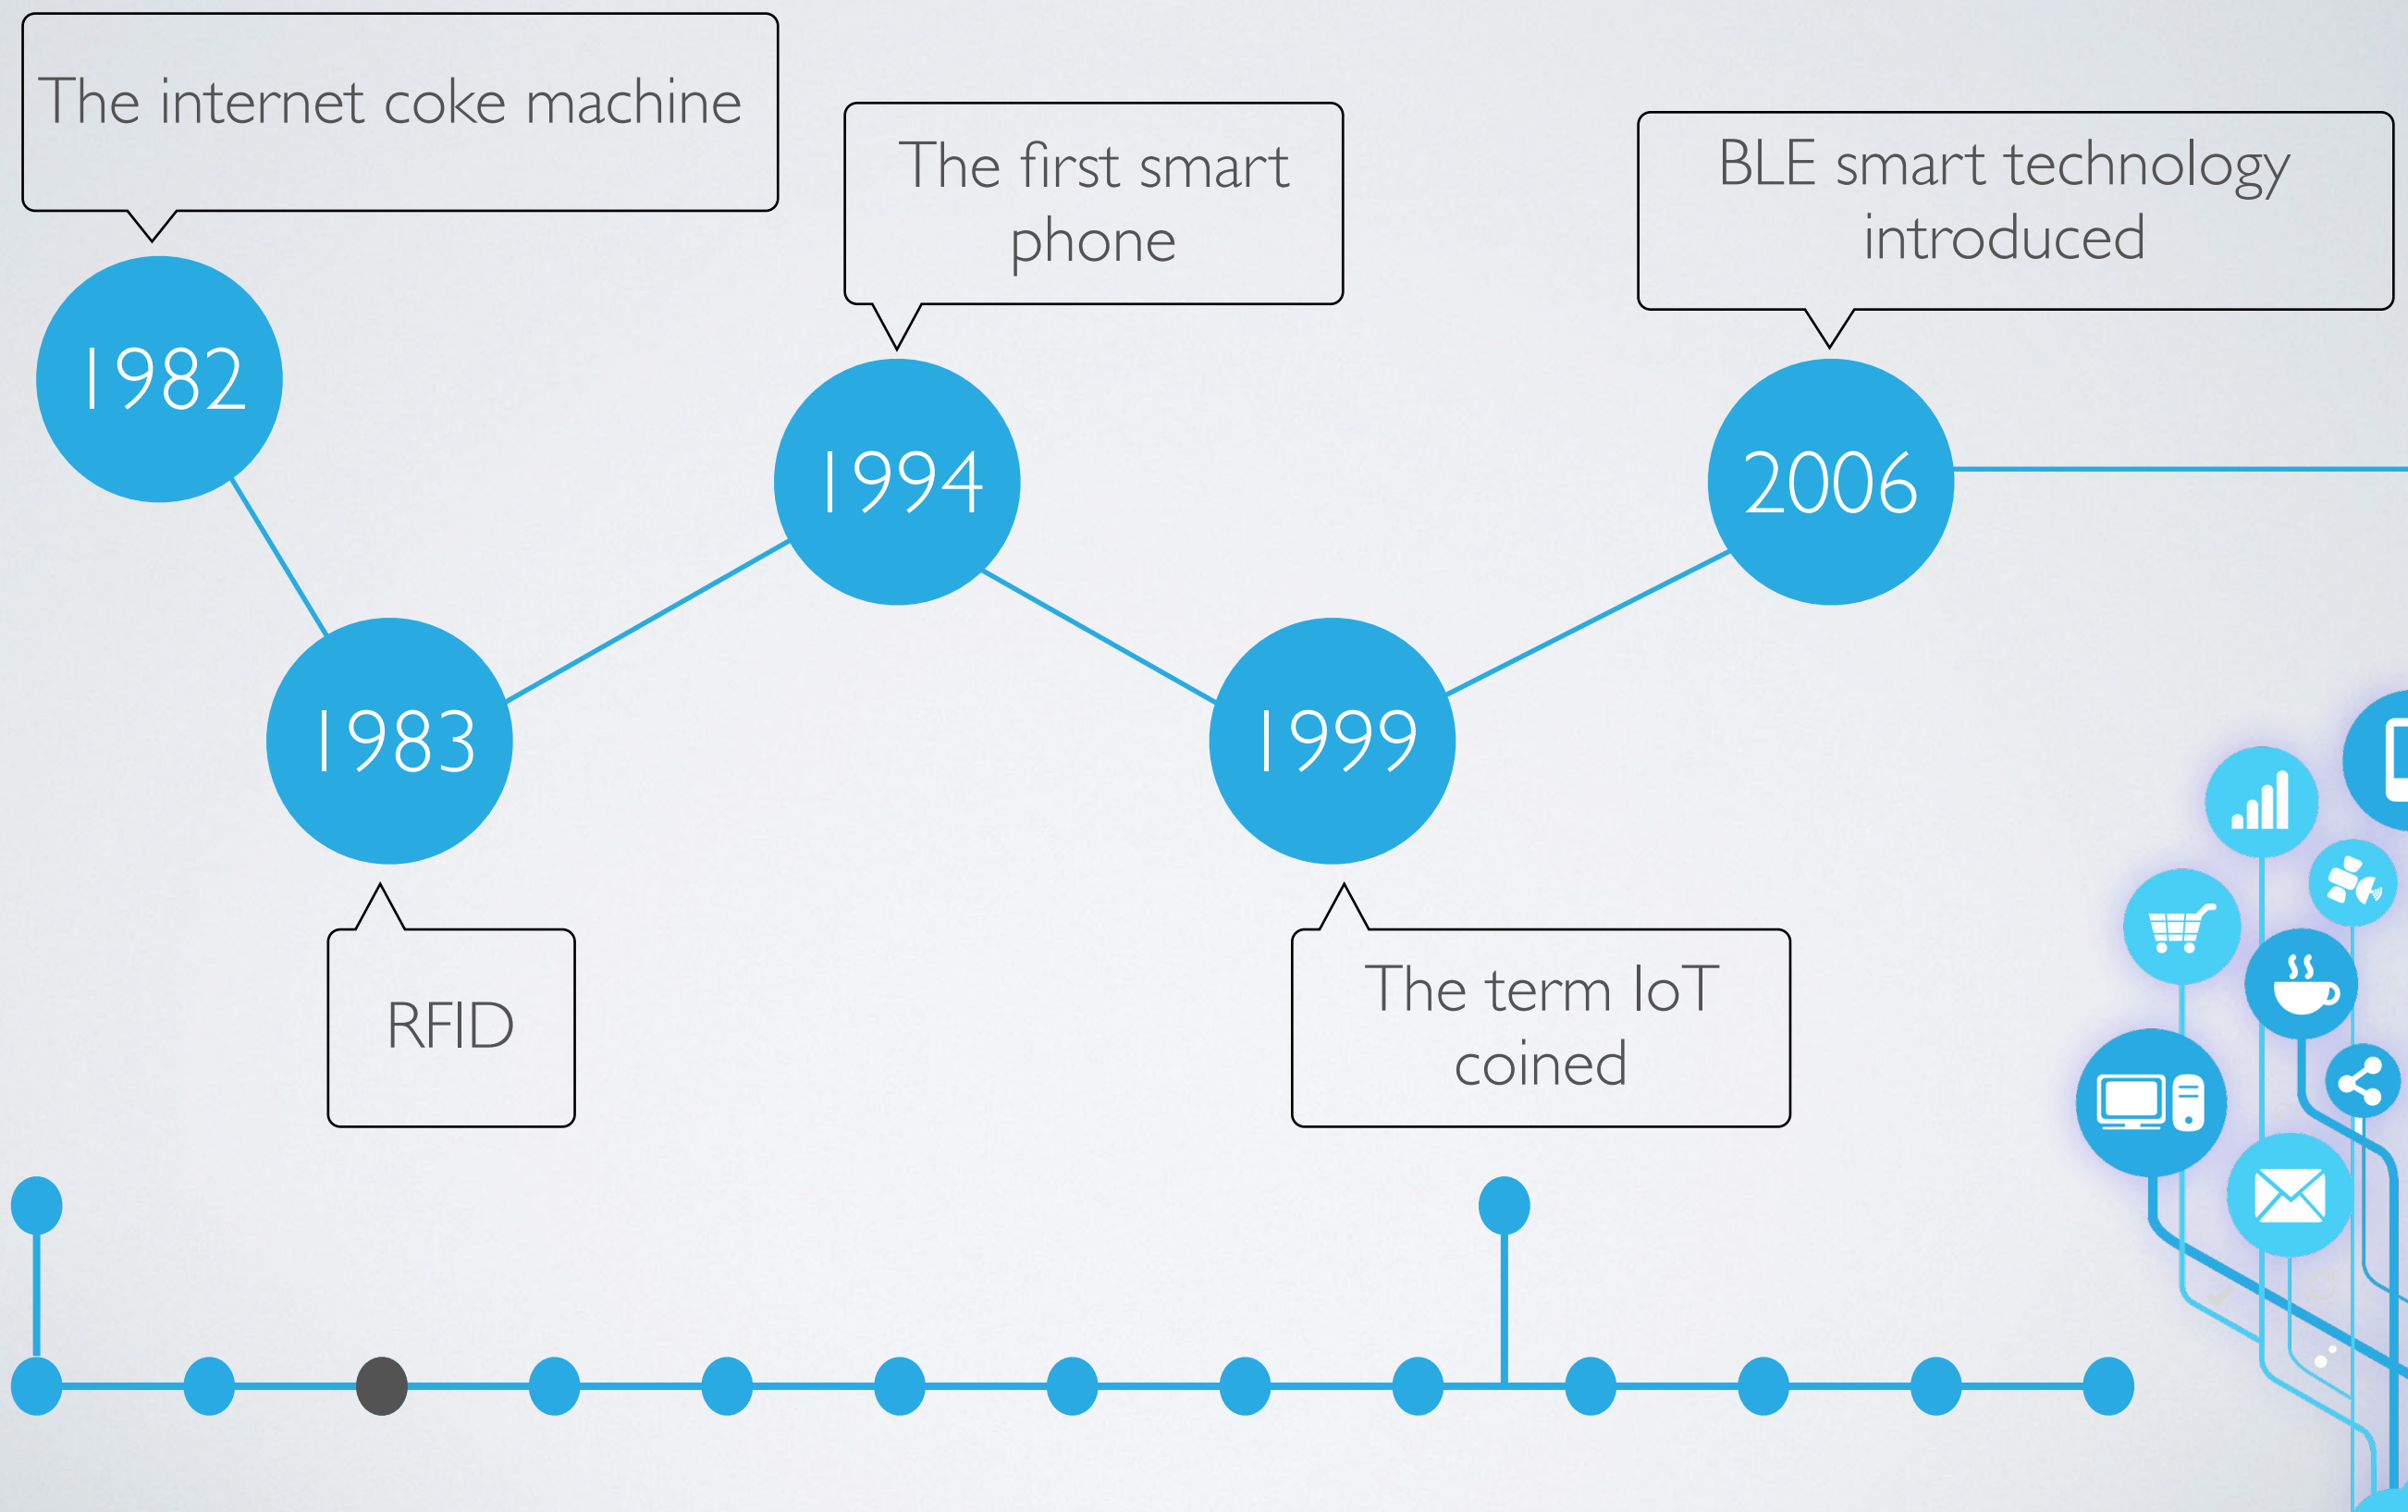 The internet coke machine
1982
The first smart
phone
1994
BLE smart technology
introduced
2006
1983
RFID
1999
The term IoT
coined